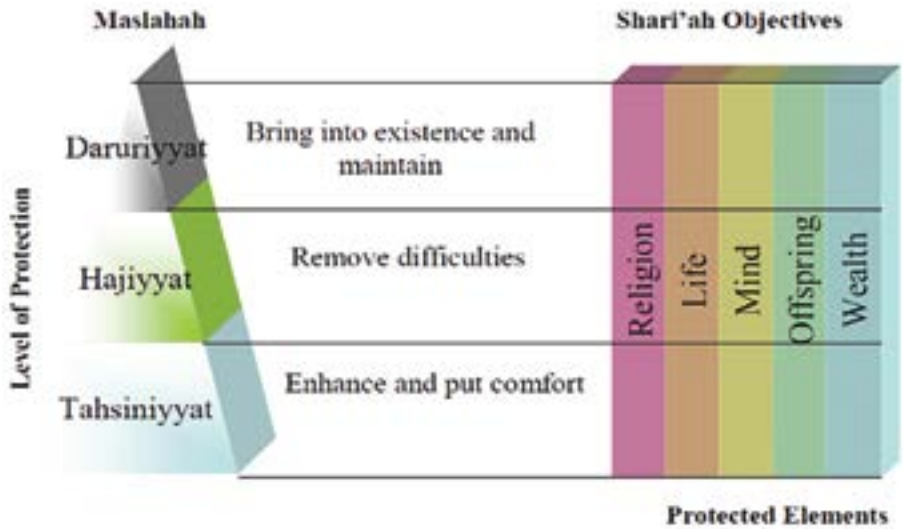 Maslahah
Shari'ah Objectives
Level of Protection
Daruriyyat
Bring into existence and
maintain
Hajiyyat
Remove difficulties
Tahsiniyyat
Enhance and put comfort
Religion
Life
Mind
Offspring
Wealth
Protected Elements